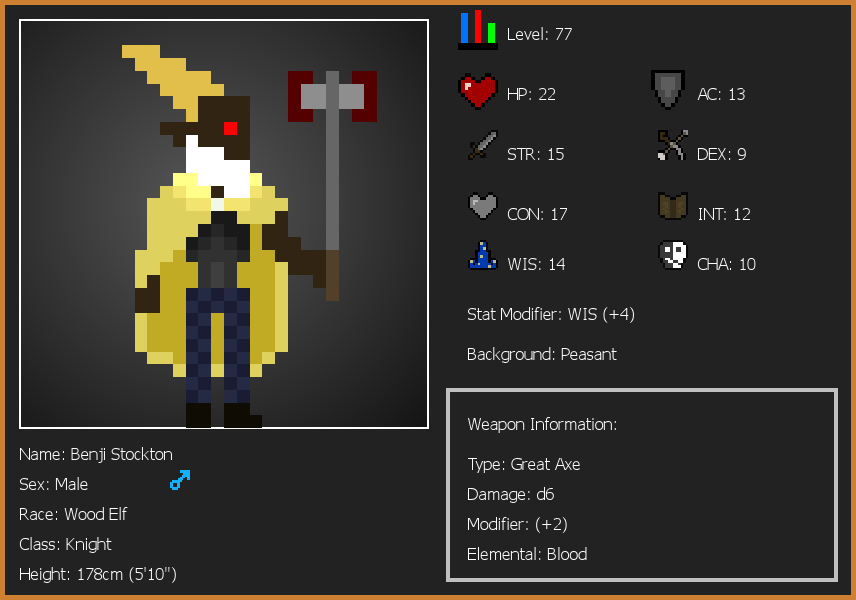 Level: 77
HP: 22
AC: 13
STR: 15
DEX: 9
CON: 17
INT: 12
WIS: 14
CHA: 10
Stat Modifier: WIS (+4)
Background: Peasant
Weapon Information:
Type: Great Axe
Damage: d6
Modifier: (+2)
Elemental: Blood
Name: Benji Stockton
Sex: Male
Race: Wood Elf
Class: Knight
Height: 178cm (5'10")